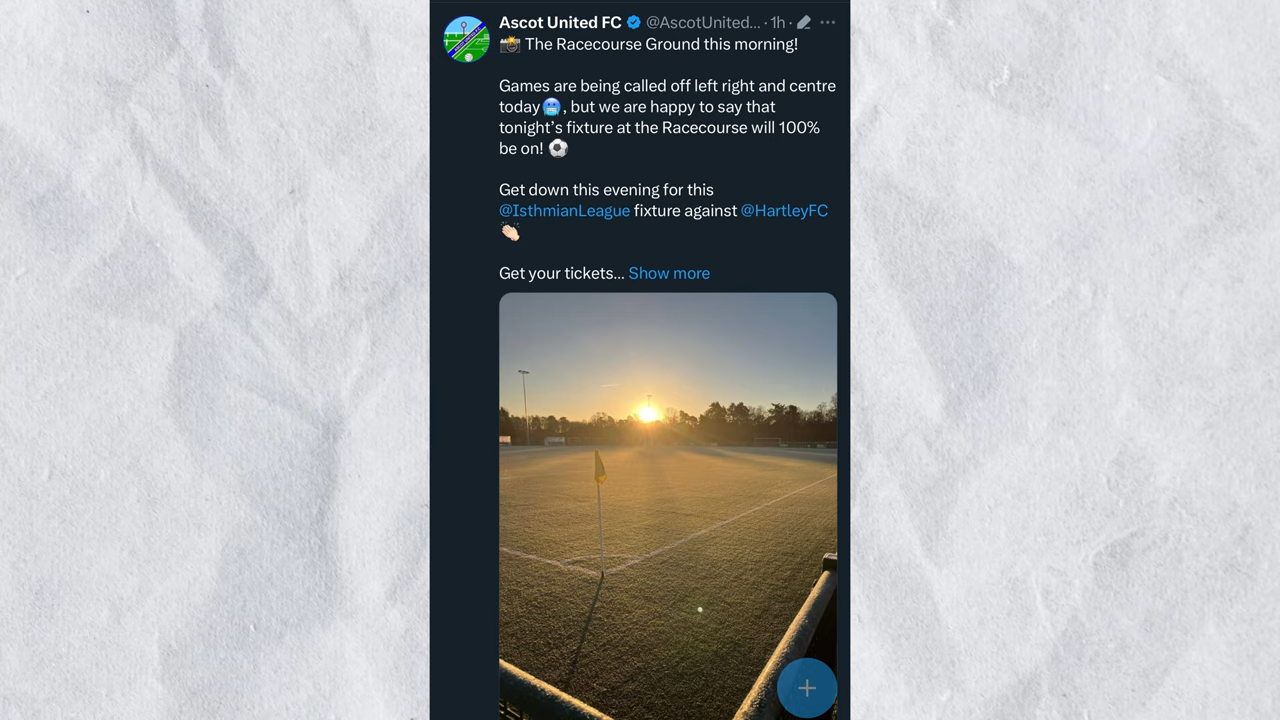 Ascot United FC @AscotUnited... · 1h ·
📸 The Racecourse Ground this morning!
Games are being called off left right and centre
today🥶, but we are happy to say that
tonight's fixture at the Racecourse will 100%
be on! ⚽
Get down this evening for this
@IsthmianLeague fixture against @HartleyFC
👏🏻
Get your tickets... Show more